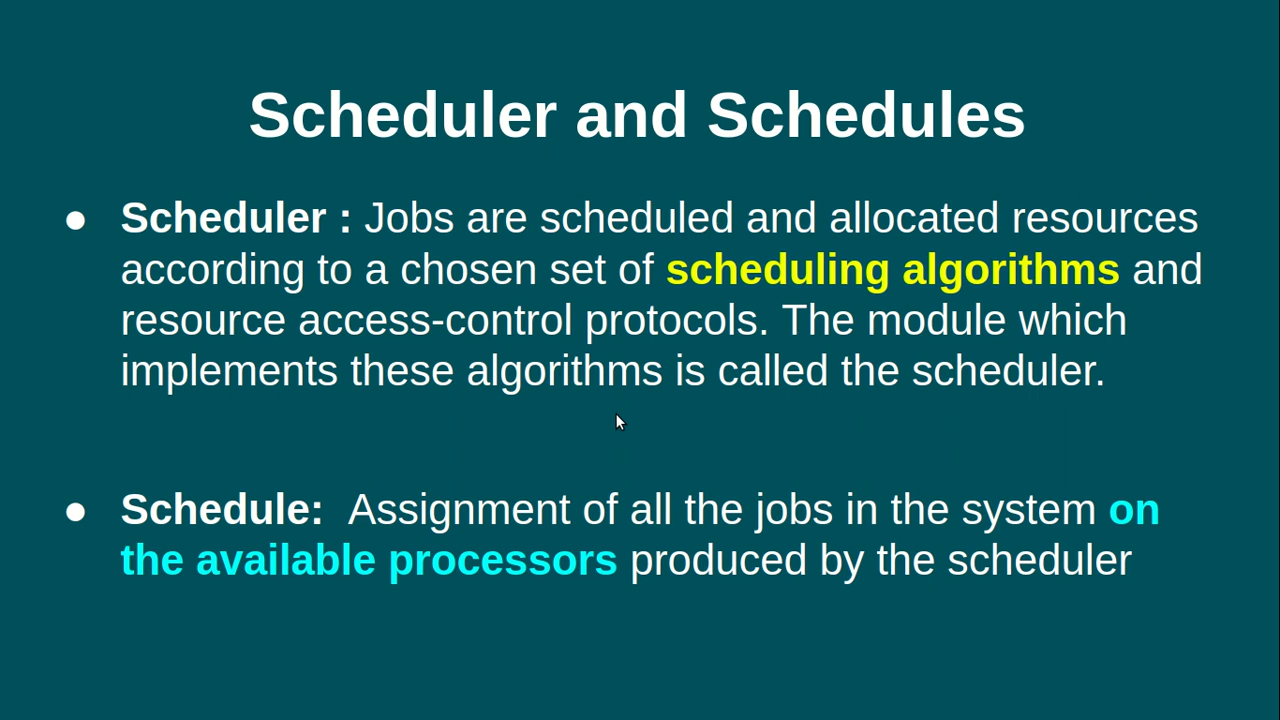 Scheduler and Schedules
● Scheduler : Jobs are scheduled and allocated resources
according to a chosen set of scheduling algorithms and
resource access-control protocols. The module which
implements these algorithms is called the scheduler.
● Schedule:  Assignment of all the jobs in the system on
the available processors produced by the scheduler